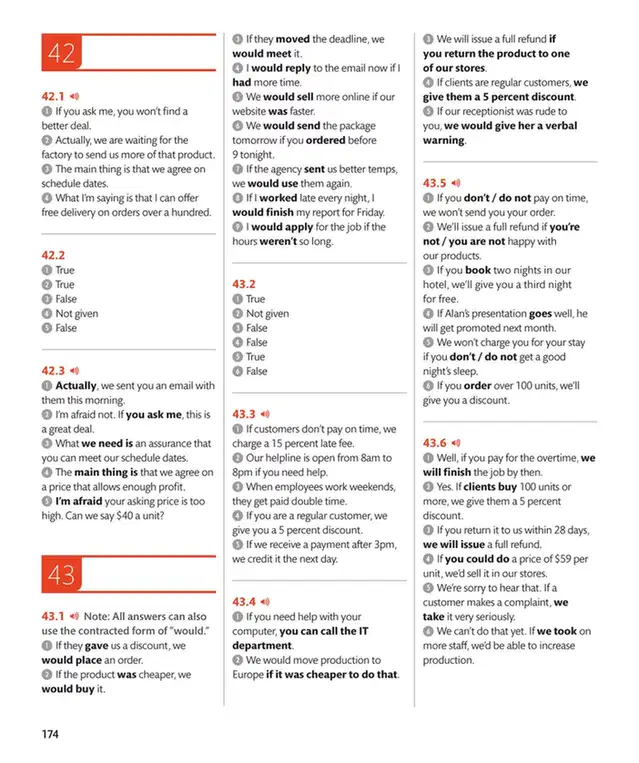 42
42.1
1 If you ask me, you won't find a
better deal.
2 Actually, we are waiting for the
factory to send us more of that product.
3 The main thing is that we agree on
schedule dates.
4 What I'm saying is that I can offer
free delivery on orders over a hundred.
42.2
1 True
2 True
3 False
4 Not given
5 False
42.3
1 Actually, we sent you an email with
them this morning.
2 I'm afraid not. If you ask me, this is
a great deal.
3 What we need is an assurance that
you can meet our schedule dates.
4 The main thing is that we agree on
a price that allows enough profit.
5 I'm afraid your asking price is too
high. Can we say $40 a unit?
43
43.1 Note: All answers can also
use the contracted form of "would."
1 If they gave us a discount, we
would place an order.
2 If the product was cheaper, we
would buy it.
3 If they moved the deadline, we
would meet it.
4 I would reply to the email now if I
had more time.
5 We would sell more online if our
website was faster.
6 We would send the package
tomorrow if you ordered before
9 tonight.
7 If the agency sent us better temps,
we would use them again.
8 If I worked late every night, I
would finish my report for Friday.
9 I would apply for the job if the
hours weren't so long.
43.2
1 True
2 Not given
3 False
4 False
5 True
6 False
43.3
1 If customers don't pay on time, we
charge a 15 percent late fee.
2 Our helpline is open from 8am to
8pm if you need help.
3 When employees work weekends,
they get paid double time.
4 If you are a regular customer, we
give you a 5 percent discount.
5 If we receive a payment after 3pm,
we credit it the next day.
43.4
1 If you need help with your
computer, you can call the IT
department.
2 We would move production to
Europe if it was cheaper to do that.
3 We will issue a full refund if
you return the product to one
of our stores.
4 If clients are regular customers, we
give them a 5 percent discount.
5 If our receptionist was rude to
you, we would give her a verbal
warning.
43.5
1 If you don't / do not pay on time,
we won't send you your order.
2 We'll issue a full refund if you're
not / you are not happy with
our products.
3 If you book two nights in our
hotel, we'll give you a third night
for free.
4 If Alan's presentation goes well, he
will get promoted next month.
5 We won't charge you for your stay
if you don't / do not get a good
night's sleep.
6 If you order over 100 units, we'll
give you a discount.
43.6
1 Well, if you pay for the overtime, we
will finish the job by then.
2 Yes. If clients buy 100 units or
more, we give them a 5 percent
discount.
3 If you return it to us within 28 days,
we will issue a full refund.
4 If you could do a price of $59 per
unit, we'd sell it in our stores.
5 We're sorry to hear that. If a
customer makes a complaint, we
take it very seriously.
6 We can't do that yet. If we took on
more staff, we'd be able to increase
production.
174